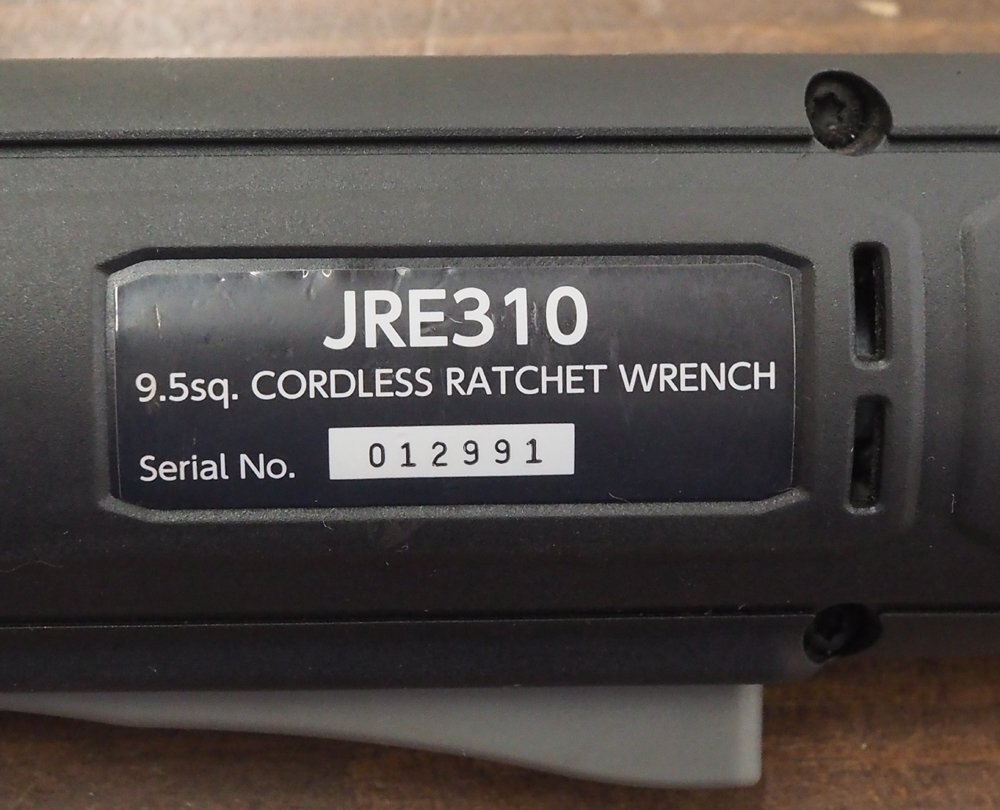 JRE310
9.5sq. CORDLESS RATCHET WRENCH
Serial No. 012991